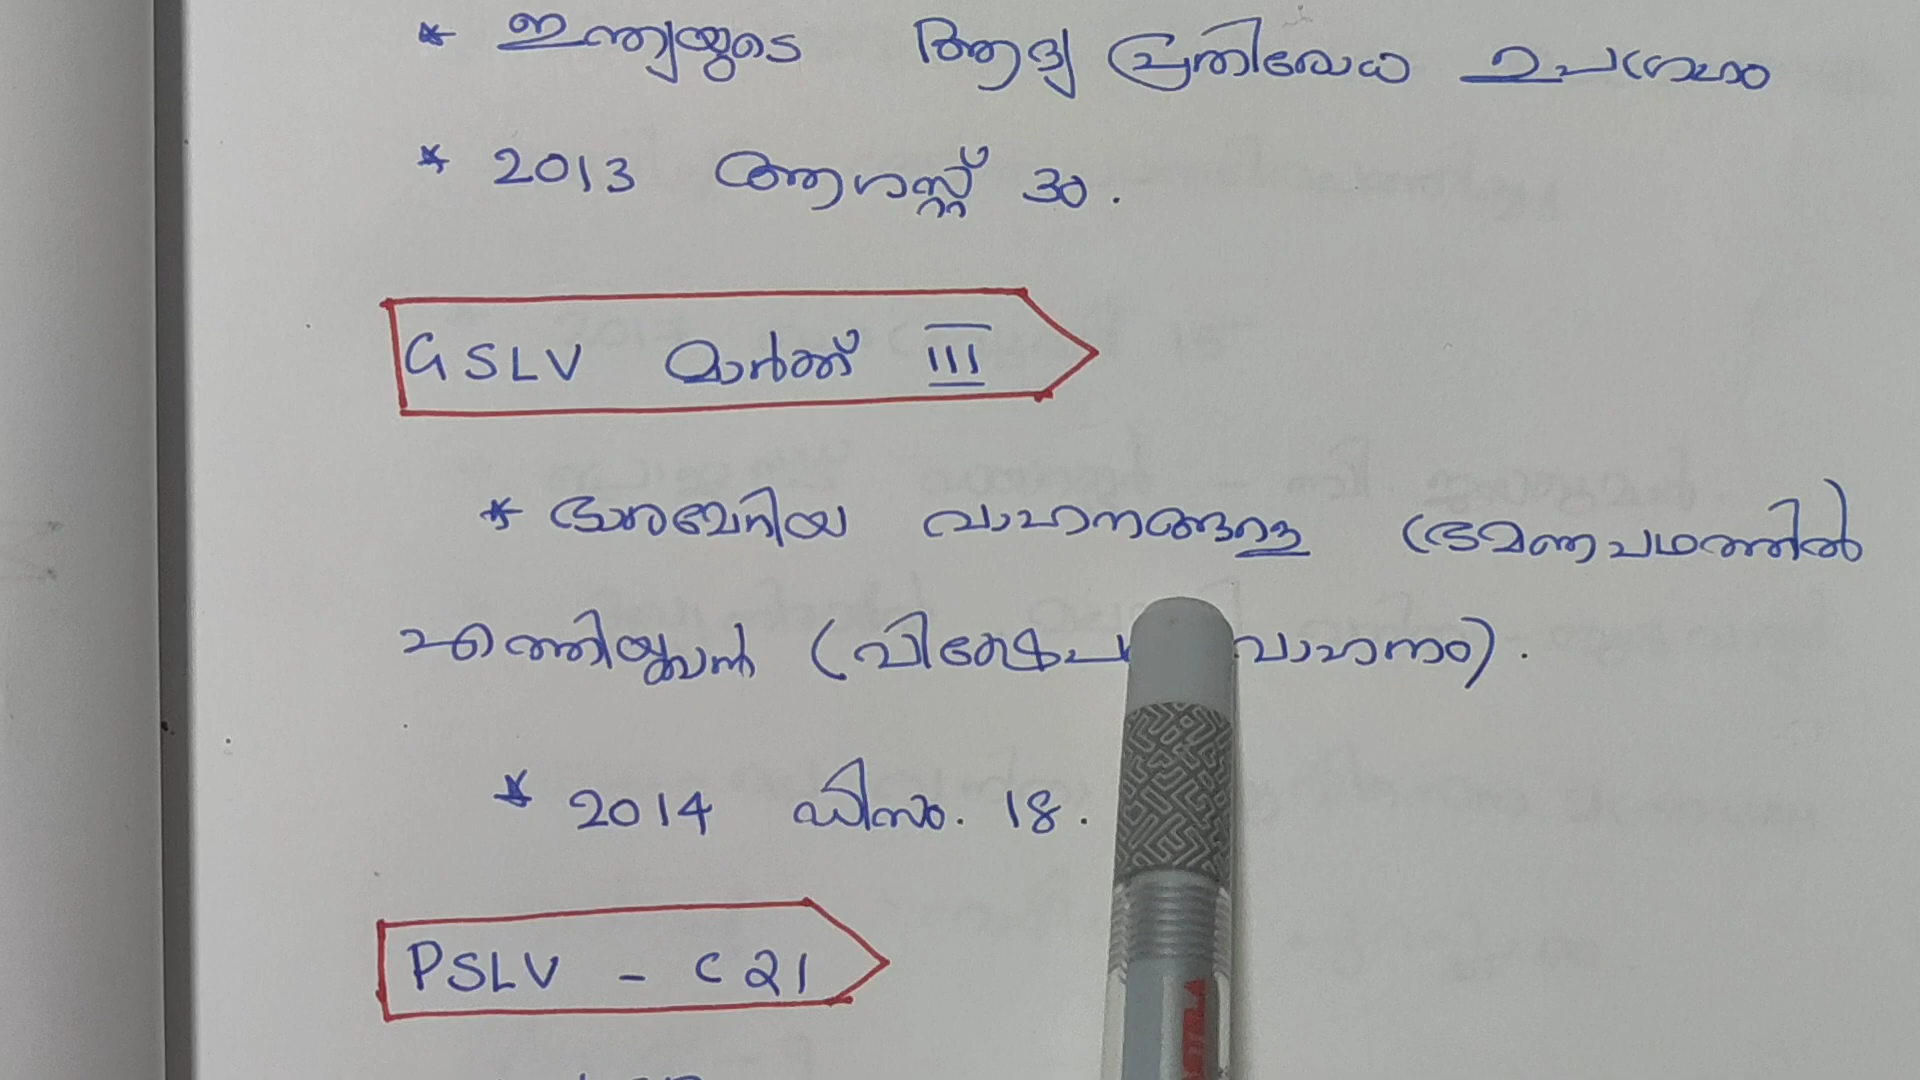 * ഇന്ത്യയുടെ ആദ്യ പ്രതിരോധ ഉപഗ്രഹം
* 2013 ആഗസ്റ്റ് 30.
GSLV മാർക്ക് III
* ഭാരമേറിയ വാഹനങ്ങളെ ഭ്രമണപഥത്തിൽ
എത്തിയ്ക്കാൻ (വിക്ഷേപ വാഹനം).
* 2014 ഡിസം. 18.
PSLV - C21